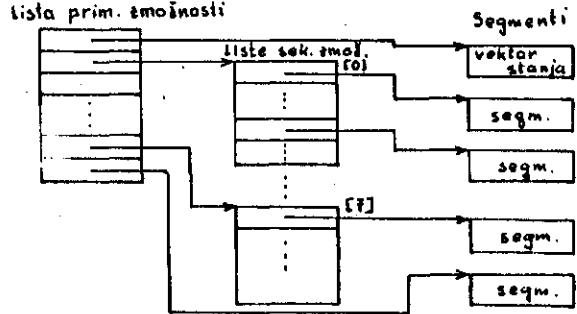 lista prim. zmožnosti
Segmenti
liste sek. zmož.
[0]
vektor
stanja
segm.
segm.
[7]
segm.
segm.